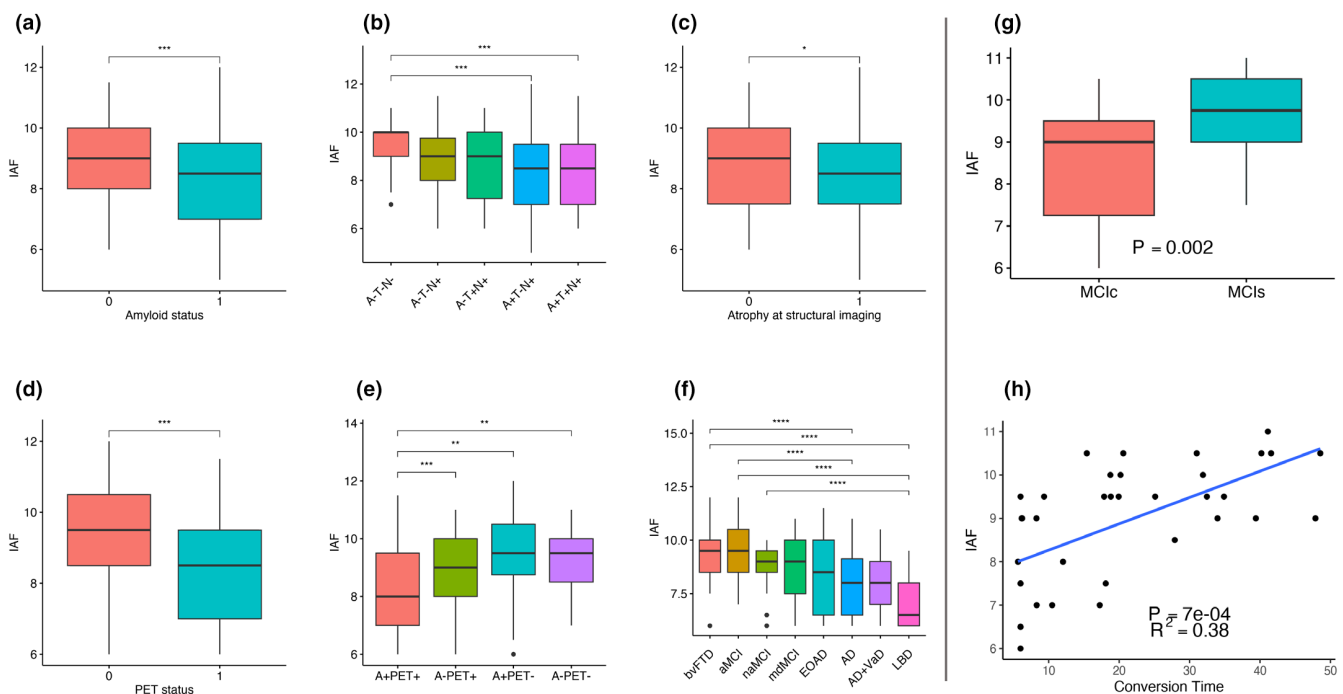 (a)
***
12
10
8
6
IAF
0
1
Amyloid status
(b)
***
***
12
10
8
6
IAF
A-T-N-
A-T-N+
A-T+N+
A+T-N+
A+T+N+
(c)
*
12
10
8
6
IAF
0
1
Atrophy at structural imaging
(g)
11
10
9
8
7
6
IAF
P = 0.002
MCIc
MCIs
(d)
***
12
10
8
6
IAF
0
1
PET status
(e)
**
**
***
14
12
10
8
6
IAF
A+PET+
A-PET+
A+PET-
A-PET-
(f)
****
****
****
****
****
15.0
12.5
10.0
7.5
IAF
bvFTD
aMCI
naMCI
mdMCI
EOAD
AD
AD+VaD
LBD
(h)
11
10
9
8
7
6
IAF
P = 7e-04
R² = 0.38
10
20
30
40
50
Conversion Time